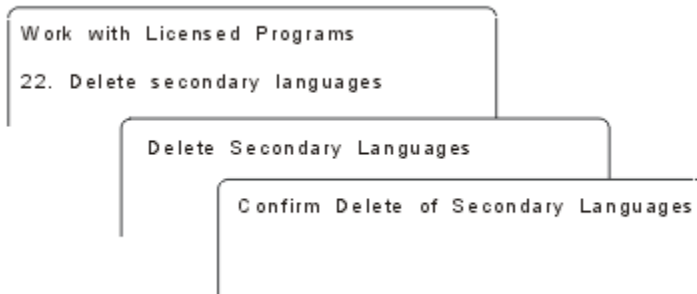 Work with Licensed Programs
22. Delete secondary languages
Delete Secondary Languages
Confirm Delete of Secondary Languages